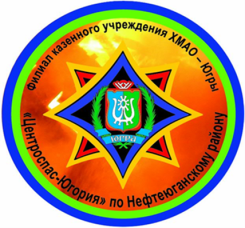 Филиал казенного учреждения ХМАО – Югры
ЮГРА
«Центроспас-Югория» по Нефтеюганскому району